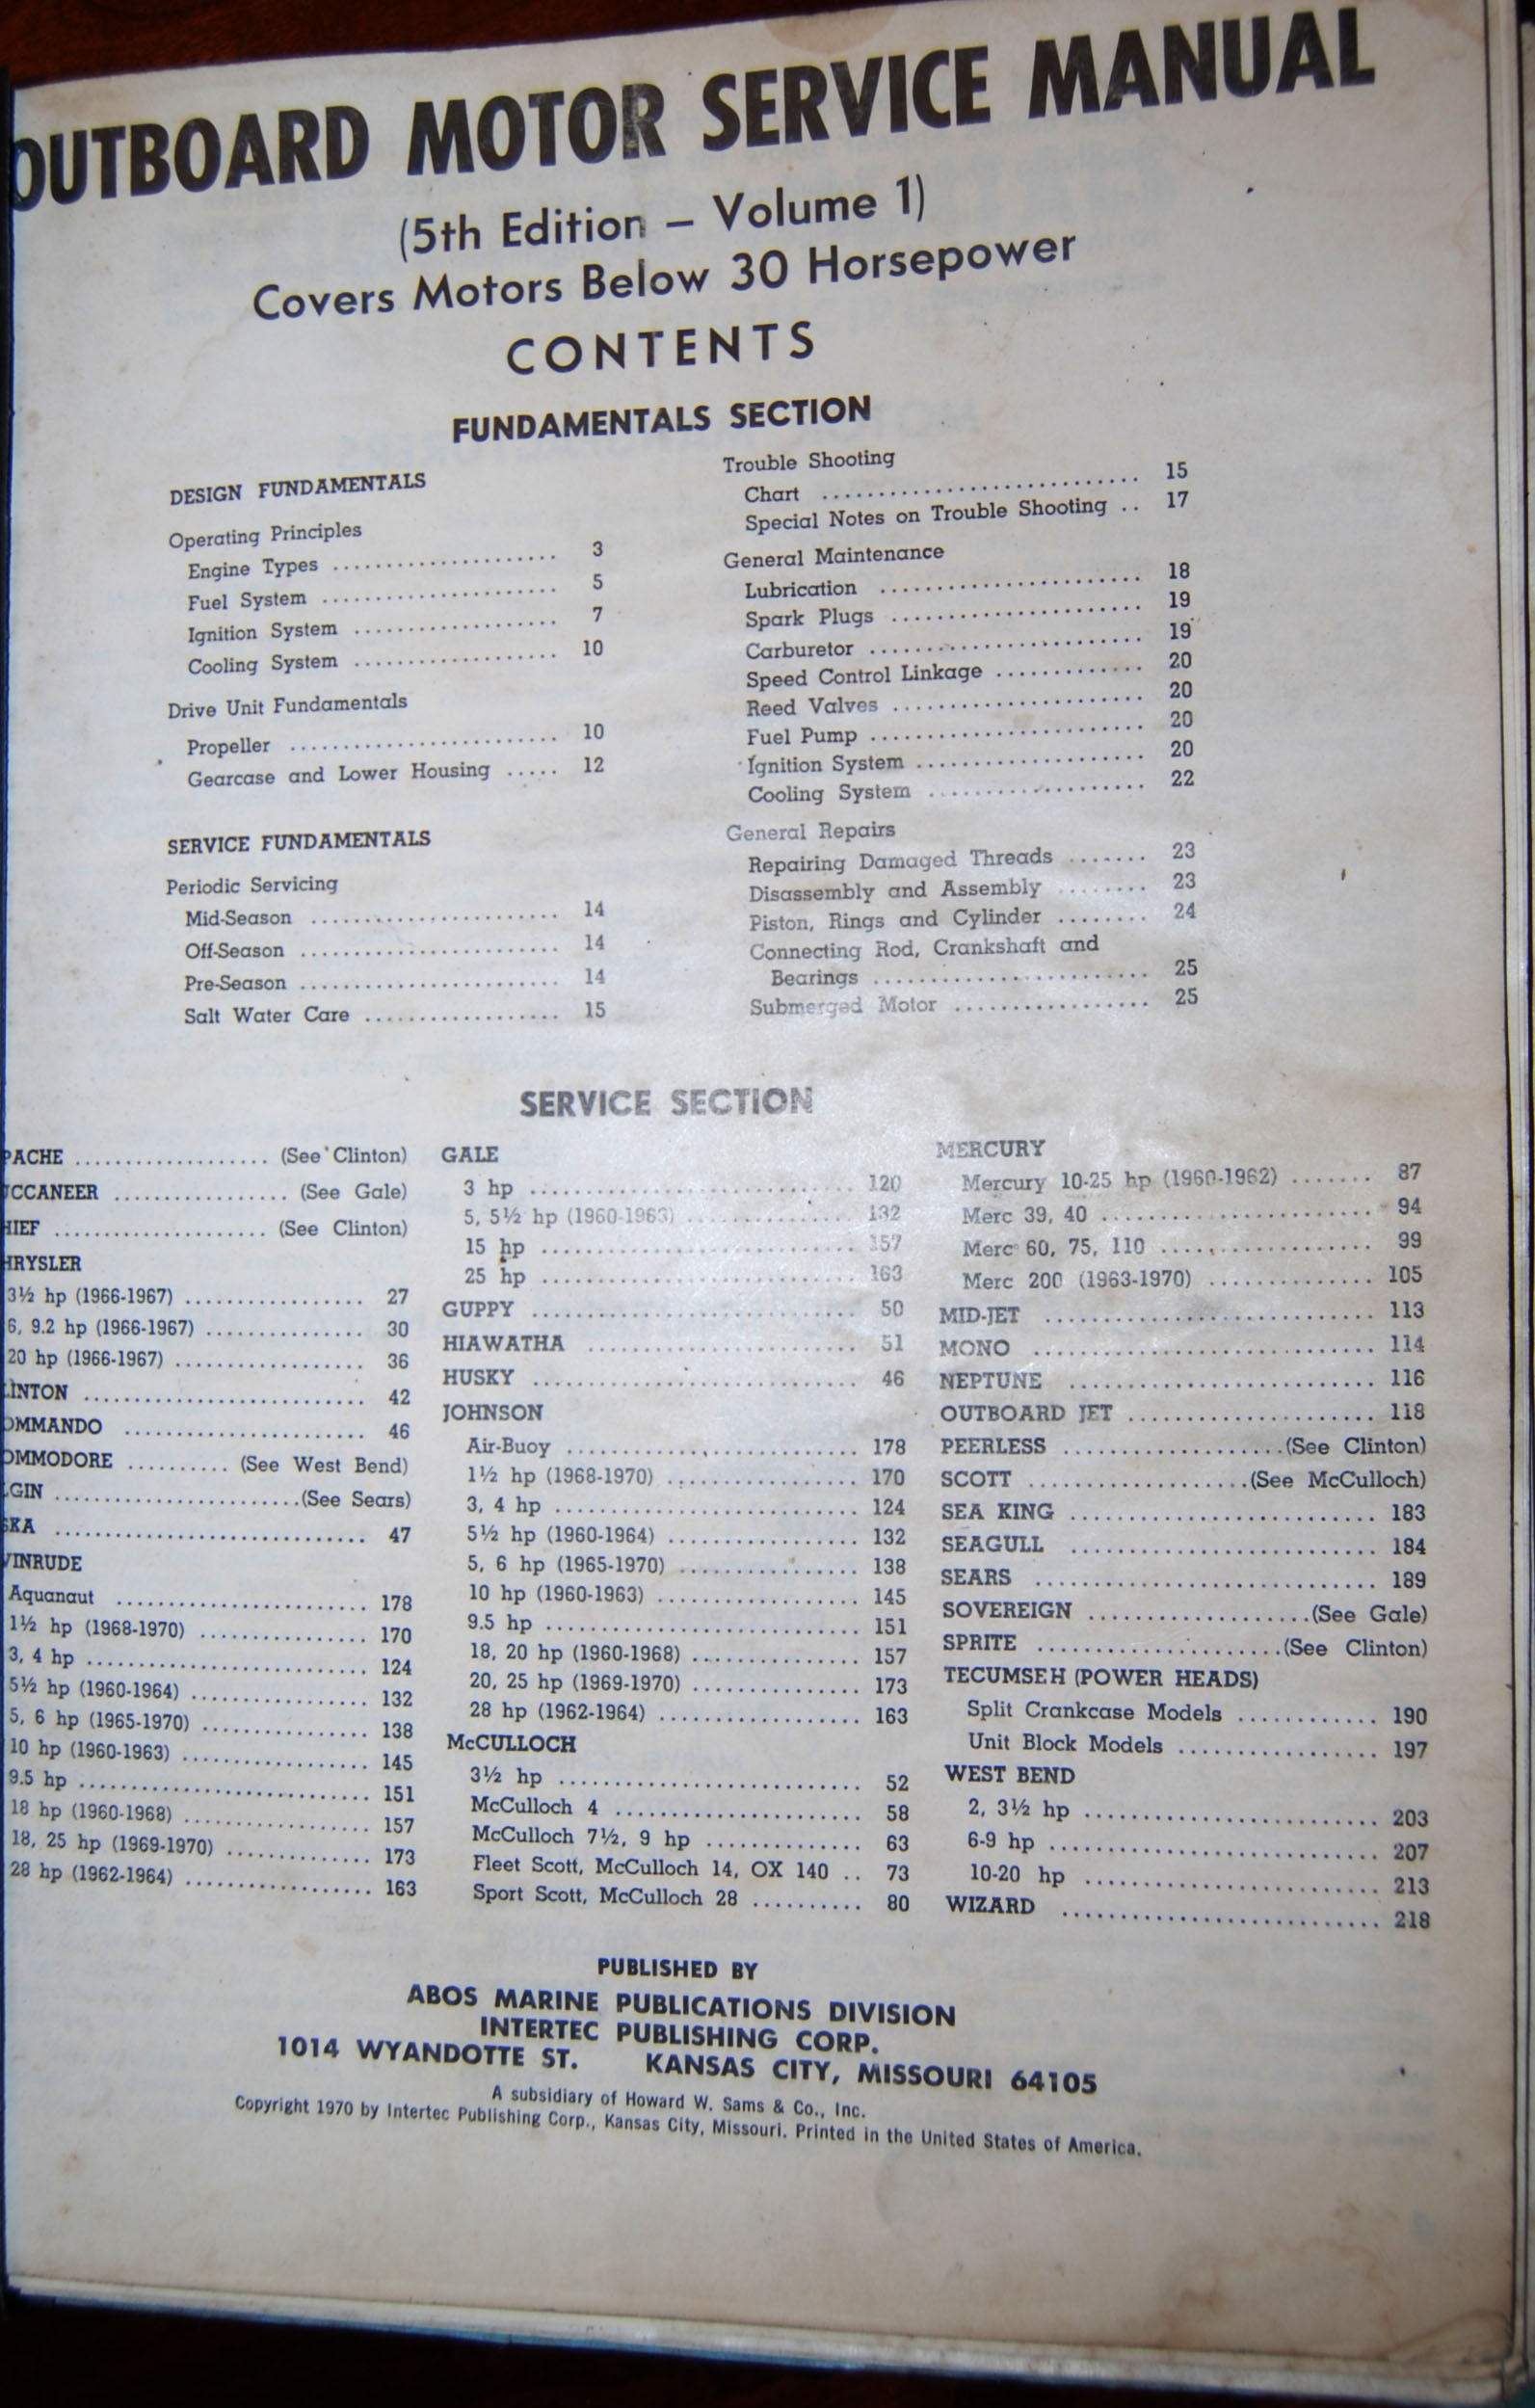 OUTBOARD MOTOR SERVICE MANUAL
(5th Edition – Volume 1)
Covers Motors Below 30 Horsepower
CONTENTS
FUNDAMENTALS SECTION
DESIGN FUNDAMENTALS
Operating Principles
Engine Types ..................... 3
Fuel System ...................... 5
Ignition System ................... 7
Cooling System ................... 10
Drive Unit Fundamentals
Propeller ......................... 10
Gearcase and Lower Housing ..... 12
SERVICE FUNDAMENTALS
Periodic Servicing
Mid-Season ....................... 14
Off-Season ........................ 14
Pre-Season ........................ 14
Salt Water Care .................. 15
Trouble Shooting
Chart ............................ 15
Special Notes on Trouble Shooting .. 17
General Maintenance
Lubrication ........................ 18
Spark Plugs ....................... 19
Carburetor ......................... 19
Speed Control Linkage ............. 20
Reed Valves ....................... 20
Fuel Pump ......................... 20
Ignition System .................... 20
Cooling System .................... 22
General Repairs
Repairing Damaged Threads ....... 23
Disassembly and Assembly ........ 23
Piston, Rings and Cylinder ........ 24
Connecting Rod, Crankshaft and
Bearings .......................... 25
Submerged Motor ................. 25
SERVICE SECTION
PACHE ................... (See Clinton)
CCANEER ................. (See Gale)
HIEF ..................... (See Clinton)
HRYSLER
3½ hp (1966-1967) ................. 27
6, 9.2 hp (1966-1967) ............... 30
20 hp (1966-1967) .................. 36
LINTON ........................... 42
OMMANDO ....................... 46
OMMODORE .......... (See West Bend)
LGIN .........................(See Sears)
SKA .............................. 47
VINRUDE
Aquanaut ........................ 178
1½ hp (1968-1970) ................ 170
3, 4 hp ............................ 124
5½ hp (1960-1964) ................. 132
5, 6 hp (1965-1970) ................ 138
10 hp (1960-1963) .................. 145
9.5 hp ............................. 151
18 hp (1960-1968) .................. 157
18, 25 hp (1969-1970) .............. 173
28 hp (1962-1964) .................. 163
GALE
3 hp ............................... 120
5, 5½ hp (1960-1963) ............... 132
15 hp .............................. 157
25 hp .............................. 163
GUPPY .............................. 50
HIAWATHA ......................... 51
HUSKY .............................. 46
JOHNSON
Air-Buoy ........................... 178
1½ hp (1968-1970) ................. 170
3, 4 hp ............................. 124
5½ hp (1960-1964) ................. 132
5, 6 hp (1965-1970) ................ 138
10 hp (1960-1963) .................. 145
9.5 hp .............................. 151
18, 20 hp (1960-1968) ............... 157
20, 25 hp (1969-1970) ............... 173
28 hp (1962-1964) ................... 163
McCULLOCH
3½ hp ............................. 52
McCulloch 4 ....................... 58
McCulloch 7½, 9 hp .............. 63
Fleet Scott, McCulloch 14, OX 140 .. 73
Sport Scott, McCulloch 28 .......... 80
MERCURY
Mercury 10-25 hp (1960-1962) ....... 87
Merc 39, 40 ........................ 94
Merc 60, 75, 110 ................... 99
Merc 200 (1963-1970) .............. 105
MID-JET ............................ 113
MONO .............................. 114
NEPTUNE .......................... 116
OUTBOARD JET ..................... 118
PEERLESS ...................(See Clinton)
SCOTT ...................(See McCulloch)
SEA KING .......................... 183
SEAGULL .......................... 184
SEARS .............................. 189
SOVEREIGN ...................(See Gale)
SPRITE .....................(See Clinton)
TECUMSEH (POWER HEADS)
Split Crankcase Models ............ 190
Unit Block Models ................. 197
WEST BEND
2, 3½ hp ........................... 203
6-9 hp .............................. 207
10-20 hp ........................... 213
WIZARD ............................ 218
PUBLISHED BY
ABOS MARINE PUBLICATIONS DIVISION
INTERTEC PUBLISHING CORP.
1014 WYANDOTTE ST. KANSAS CITY, MISSOURI 64105
A subsidiary of Howard W. Sams & Co., Inc.
Copyright 1970 by Intertec Publishing Corp., Kansas City, Missouri. Printed in the United States of America.